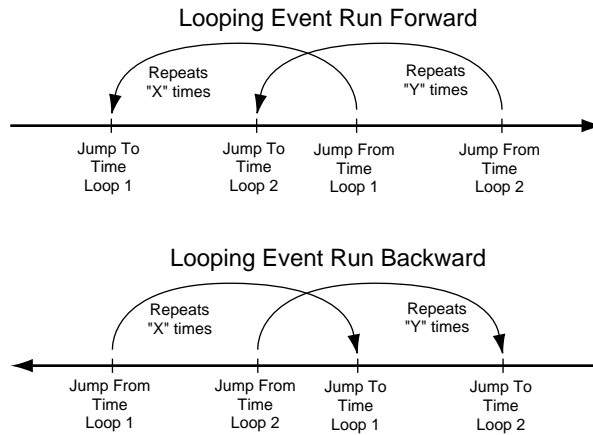 Looping Event Run Forward
Repeats
"X" times
Repeats
"Y" times
Jump To
Time
Loop 1
Jump To
Time
Loop 2
Jump From
Time
Loop 1
Jump From
Time
Loop 2
Looping Event Run Backward
Repeats
"X" times
Repeats
"Y" times
Jump From
Time
Loop 1
Jump From
Time
Loop 2
Jump To
Time
Loop 1
Jump To
Time
Loop 2